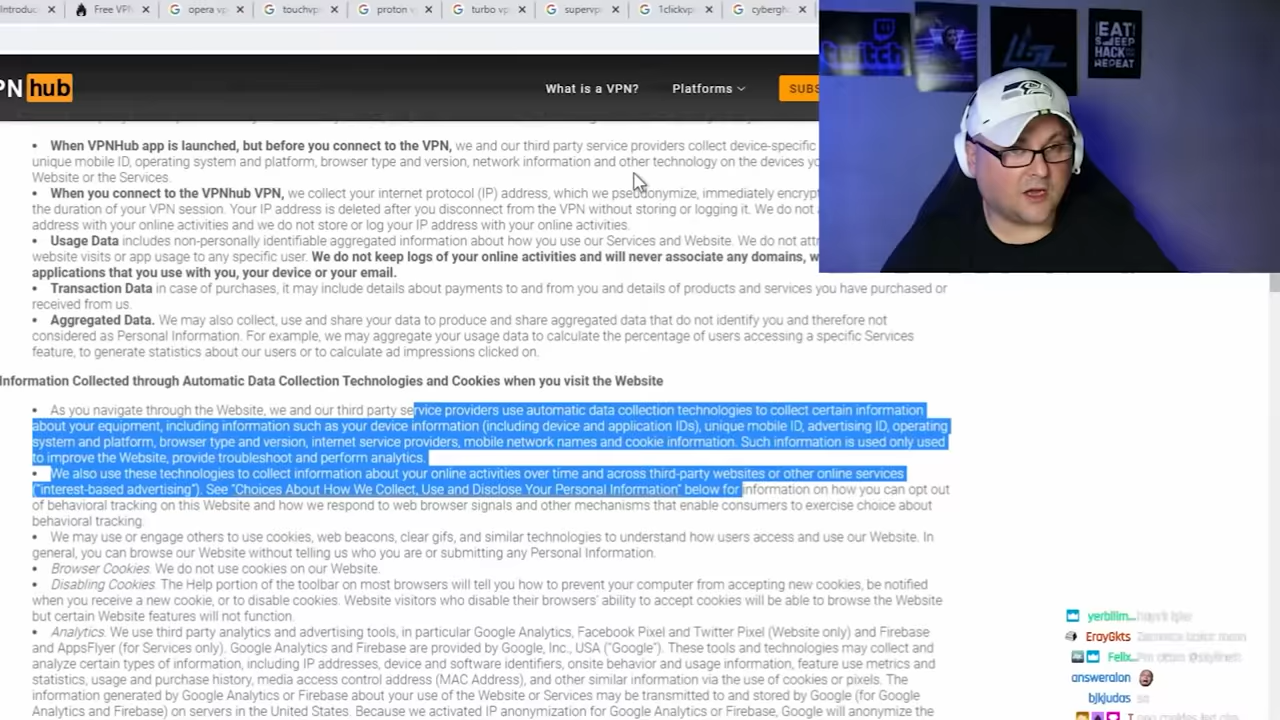 Free VPN
opera vp
touchvp
proton v
turbo vp
supervp
1clickvp
cybergh
PN hub
What is a VPN?
Platforms
SUBS
twitch
EAT
SLEEP
HACK
REPEAT
When VPNHub app is launched, but before you connect to the VPN, we and our third party service providers collect device-specific
unique mobile ID, operating system and platform, browser type and version, network information and other technology on the devices yo
Website or the Services.
When you connect to the VPNhub VPN, we collect your internet protocol (IP) address, which we pseudonymize, immediately encrypt
the duration of your VPN session. Your IP address is deleted after you disconnect from the VPN without storing or logging it. We do not
address with your online activities and we do not store or log your IP address with your online activities.
Usage Data includes non-personally identifiable aggregated information about how you use our Services and Website. We do not att
website visits or app usage to any specific user. We do not keep logs of your online activities and will never associate any domains, w
applications that you use with you, your device or your email.
Transaction Data in case of purchases, it may include details about payments to and from you and details of products and services you have purchased or
received from us.
Aggregated Data. We may also collect, use and share your data to produce and share aggregated data that do not identify you and therefore not
considered as Personal Information. For example, we may aggregate your usage data to calculate the percentage of users accessing a specific Services
feature, to generate statistics about our users or to calculate ad impressions clicked on.
Information Collected through Automatic Data Collection Technologies and Cookies when you visit the Website
As you navigate through the Website, we and our third party service providers use automatic data collection technologies to collect certain information
about your equipment, including information such as your device information (including device and application IDs), unique mobile ID, advertising ID, operating
system and platform, browser type and version, internet service providers, mobile network names and cookie information. Such information is used only used
to improve the Website, provide troubleshoot and perform analytics.
We also use these technologies to collect information about your online activities over time and across third-party websites or other online services
("interest-based advertising"). See "Choices About How We Collect, Use and Disclose Your Personal Information" below for information on how you can opt out
of behavioral tracking on this Website and how we respond to web browser signals and other mechanisms that enable consumers to exercise choice about
behavioral tracking.
We may use or engage others to use cookies, web beacons, clear gifs, and similar technologies to understand how users access and use our Website. In
general, you can browse our Website without telling us who you are or submitting any Personal Information.
Browser Cookies. We do not use cookies on our Website.
Disabling Cookies. The Help portion of the toolbar on most browsers will tell you how to prevent your computer from accepting new cookies, be notified
when you receive a new cookie, or to disable cookies. Website visitors who disable their browsers' ability to accept cookies will be able to browse the Website
but certain Website features will not function.
Analytics. We use third party analytics and advertising tools, in particular Google Analytics, Facebook Pixel and Twitter Pixel (Website only) and Firebase
and AppsFlyer (for Services only). Google Analytics and Firebase are provided by Google, Inc., USA ("Google"). These tools and technologies may collect and
analyze certain types of information, including IP addresses, device and software identifiers, onsite behavior and usage information, feature use metrics and
statistics, usage and purchase history, media access control address (MAC Address), and other similar information via the use of cookies or pixels. The
information generated by Google Analytics or Firebase about your use of the Website or Services may be transmitted to and stored by Google (for Google
Analytics and Firebase) on servers in the United States. Because we activated IP anonymization for Google Analytics or Firebase, Google will anonymize the
yerbilim...
ErayGkts
Felix...
answeralon
bjkjudas